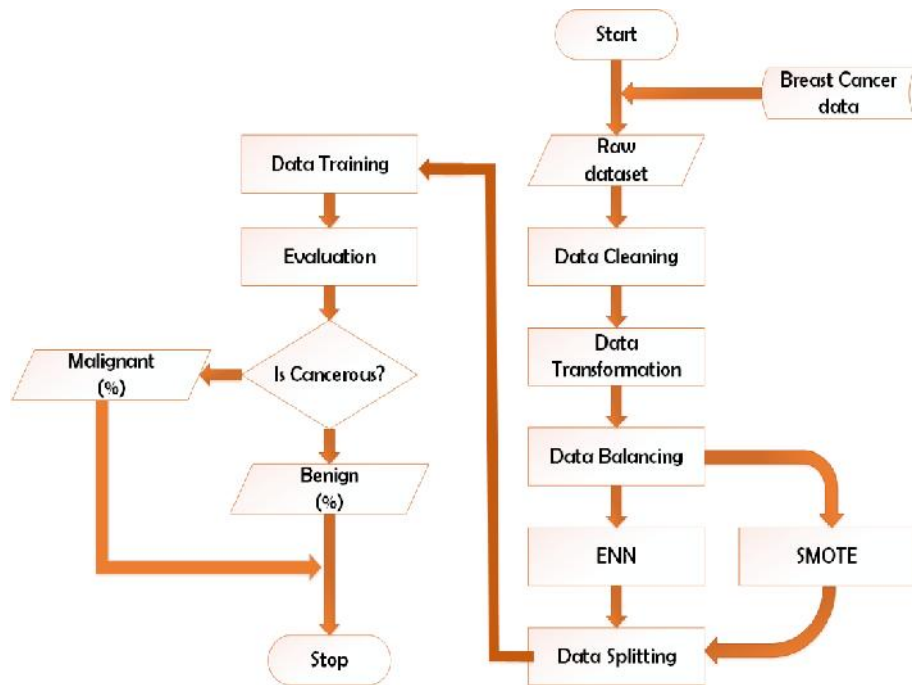 Start
Breast Cancer
data
Raw
dataset
Data Cleaning
Data
Transformation
Data Balancing
ENN
SMOTE
Data Splitting
Data Training
Evaluation
Is Cancerous?
Malignant
(%)
Benign
(%)
Stop